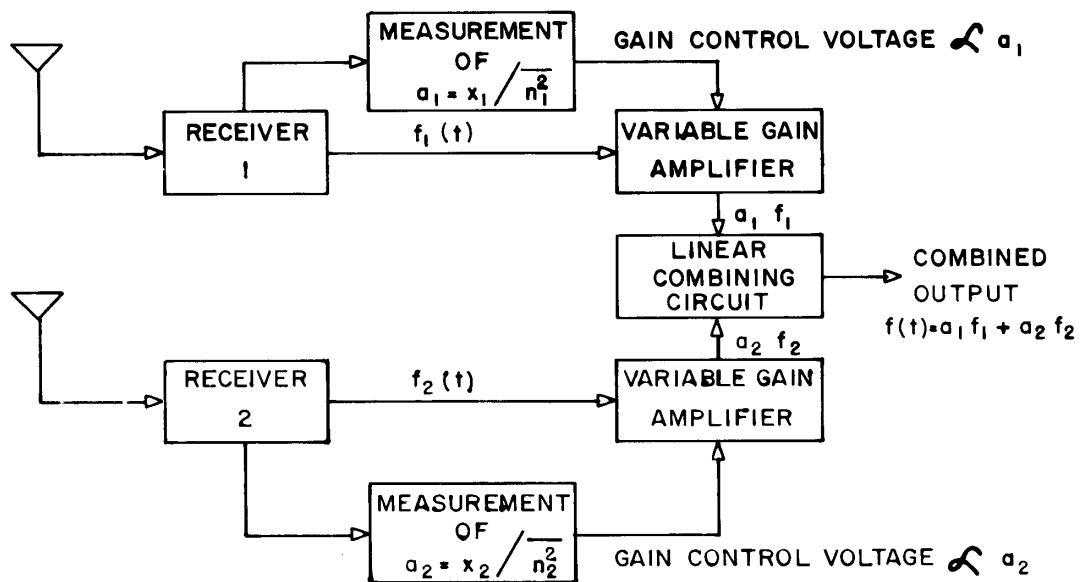 MEASUREMENT
OF
a₁ = x₁ / n₁²
GAIN CONTROL VOLTAGE ∝ a₁
RECEIVER
1
f₁ (t)
VARIABLE GAIN
AMPLIFIER
a₁ f₁
LINEAR
COMBINING
CIRCUIT
COMBINED
OUTPUT
f(t)=a₁ f₁ + a₂ f₂
a₂ f₂
RECEIVER
2
f₂ (t)
VARIABLE GAIN
AMPLIFIER
MEASUREMENT
OF
a₂ = x₂ / n₂²
GAIN CONTROL VOLTAGE ∝ a₂